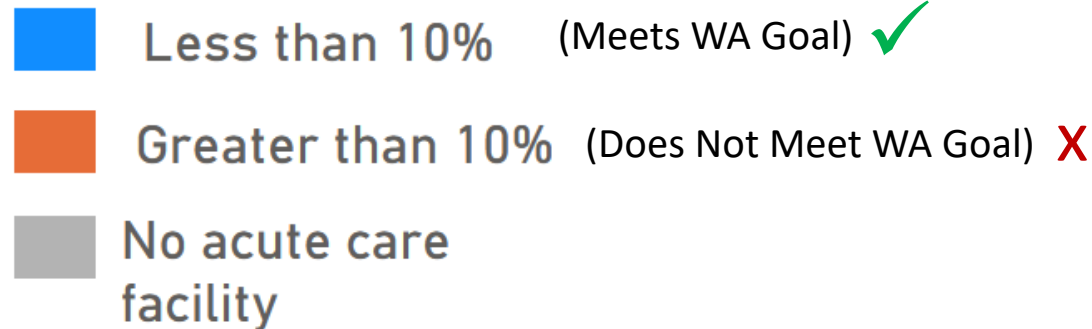 Less than 10% (Meets WA Goal) ✓
Greater than 10% (Does Not Meet WA Goal) X
No acute care
facility